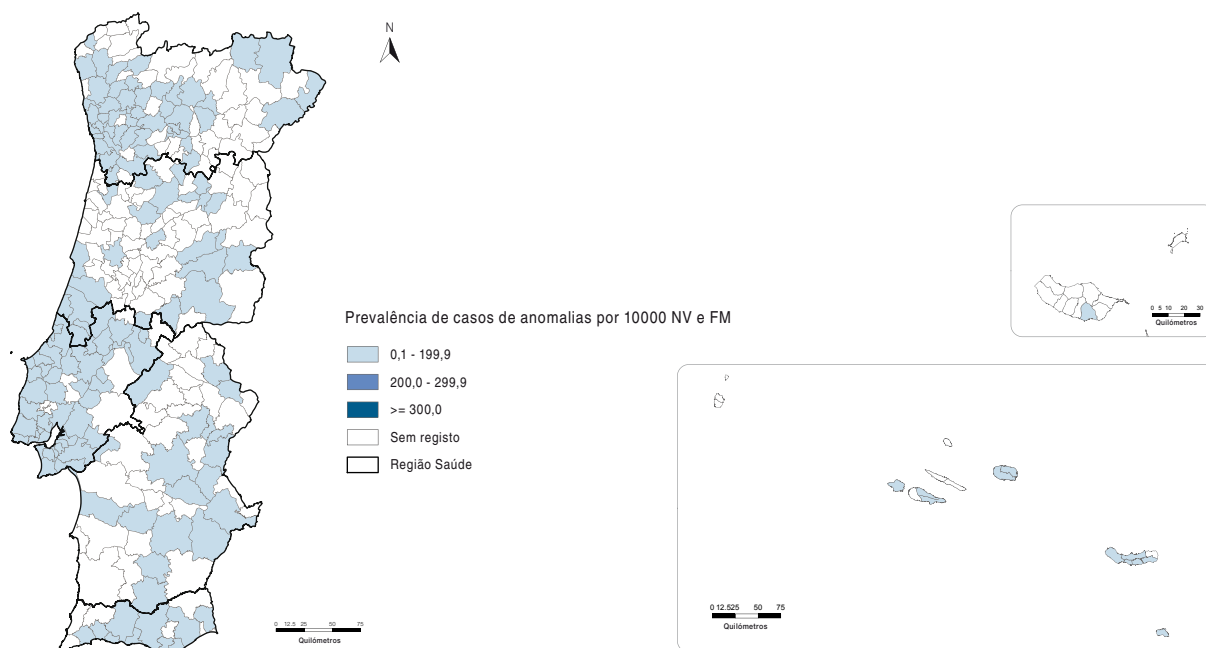 N
Prevalência de casos de anomalias por 10000 NV e FM
0,1 - 199,9
200,0 - 299,9
>= 300,0
Sem registo
Região Saúde
0 12.5 25 50 75
Quilómetros
0 5 10 20 30
Quilómetros
0 12.525 50 75
Quilómetros